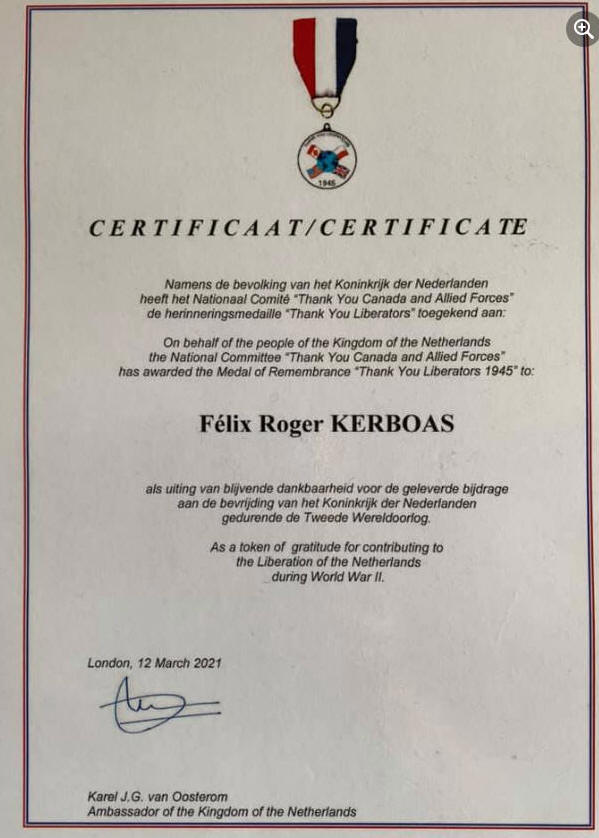 1945
CERTIFICAAT/CERTIFICATE
Namens de bevolking van het Koninkrijk der Nederlanden
heeft het Nationaal Comité “Thank You Canada and Allied Forces”
de herinneringsmedaille “Thank You Liberators” toegekend aan:
On behalf of the people of the Kingdom of the Netherlands
the National Committee “Thank You Canada and Allied Forces”
has awarded the Medal of Remembrance “Thank You Liberators 1945” to:
Félix Roger KERBOAS
als uiting van blijvende dankbaarheid voor de geleverde bijdrage
aan de bevrijding van het Koninkrijk der Nederlanden
gedurende de Tweede Wereldoorlog.
As a token of gratitude for contributing to
the Liberation of the Netherlands
during World War II.
London, 12 March 2021
Karel J.G. van Oosterom
Ambassador of the Kingdom of the Netherlands